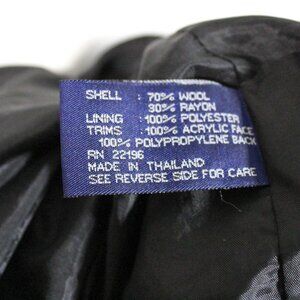 SHELL : 70% WOOL
30% RAYON
LINING : 100% POLYESTER
TRIMS : 100% ACRYLIC FACE
100% POLYPROPYLENE BACK
RN 22196
MADE IN THAILAND
SEE REVERSE SIDE FOR CARE